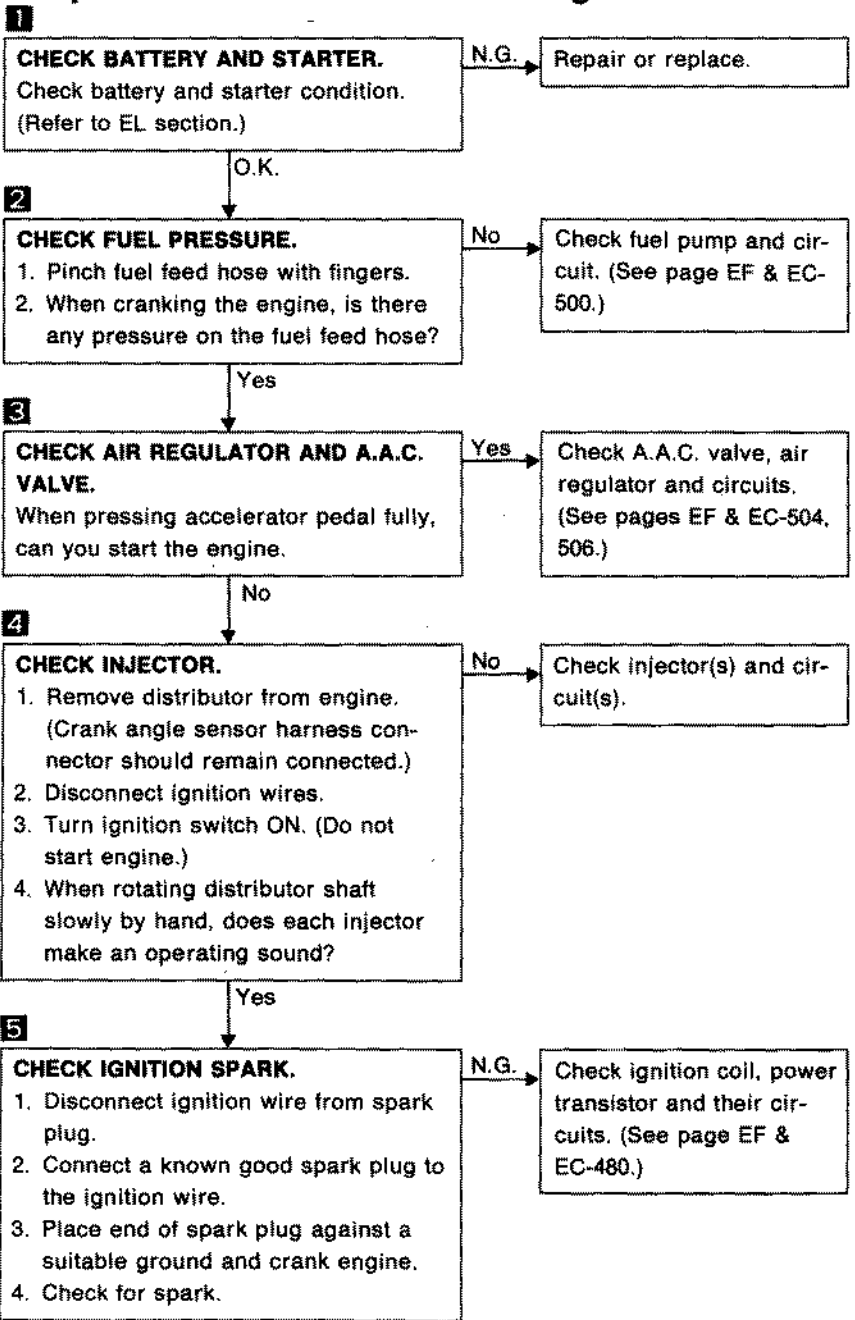 1
CHECK BATTERY AND STARTER.
Check battery and starter condition.
(Refer to EL section.)
N.G.
Repair or replace.
O.K.
2
CHECK FUEL PRESSURE.
1. Pinch fuel feed hose with fingers.
2. When cranking the engine, is there
any pressure on the fuel feed hose?
No
Check fuel pump and cir-
cuit. (See page EF & EC-
500.)
Yes
3
CHECK AIR REGULATOR AND A.A.C.
VALVE.
When pressing accelerator pedal fully,
can you start the engine.
Yes
Check A.A.C. valve, air
regulator and circuits.
(See pages EF & EC-504,
506.)
No
4
CHECK INJECTOR.
1. Remove distributor from engine.
(Crank angle sensor harness con-
nector should remain connected.)
2. Disconnect ignition wires.
3. Turn ignition switch ON. (Do not
start engine.)
4. When rotating distributor shaft
slowly by hand, does each injector
make an operating sound?
No
Check injector(s) and cir-
cuit(s).
Yes
5
CHECK IGNITION SPARK.
1. Disconnect ignition wire from spark
plug.
2. Connect a known good spark plug to
the ignition wire.
3. Place end of spark plug against a
suitable ground and crank engine.
4. Check for spark.
N.G.
Check ignition coil, power
transistor and their cir-
cuits. (See page EF &
EC-480.)